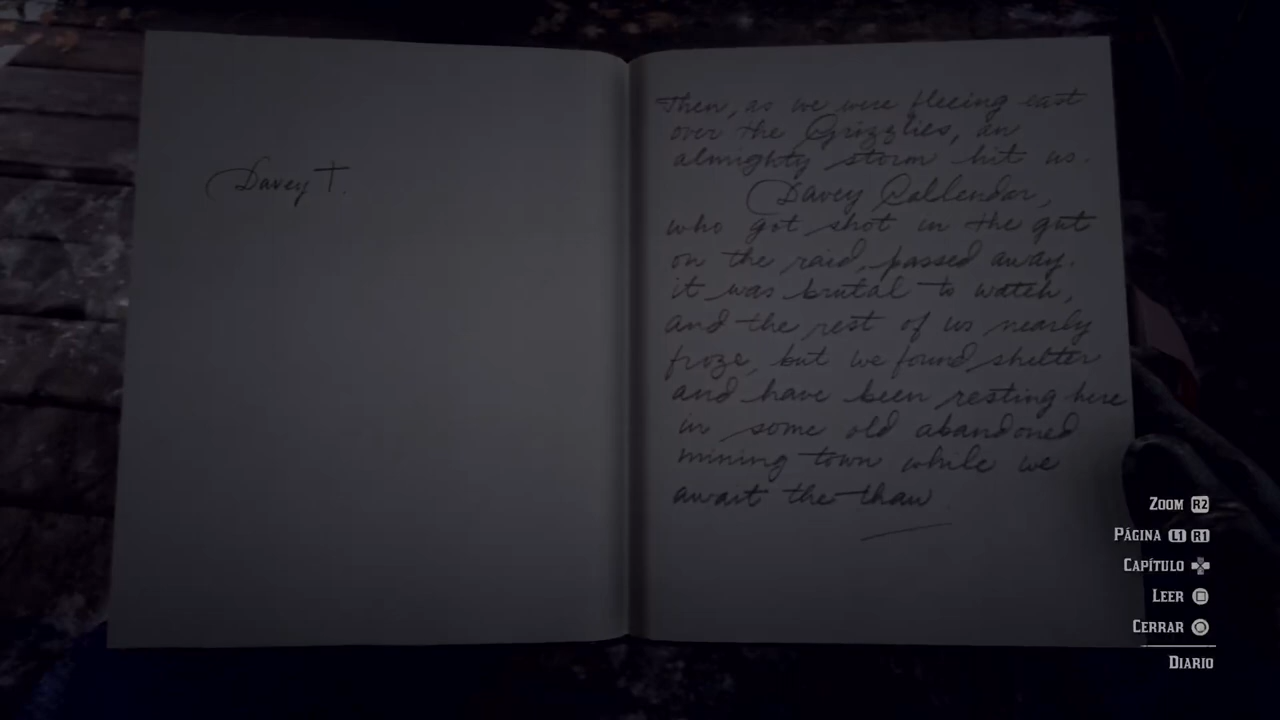 Davey T.
Then, as we were fleeing east
over the Grizzlies, an
almighty storm hit us.
Davey Callendar,
who got shot in the gut
on the raid, passed away.
it was brutal to watch,
and the rest of us nearly
froze, but we found shelter
and have been resting here
in some old abandoned
mining town while we
await the thaw
ZOOM R2
PÁGINA L1 R1
CAPÍTULO
LEER
CERRAR
DIARIO